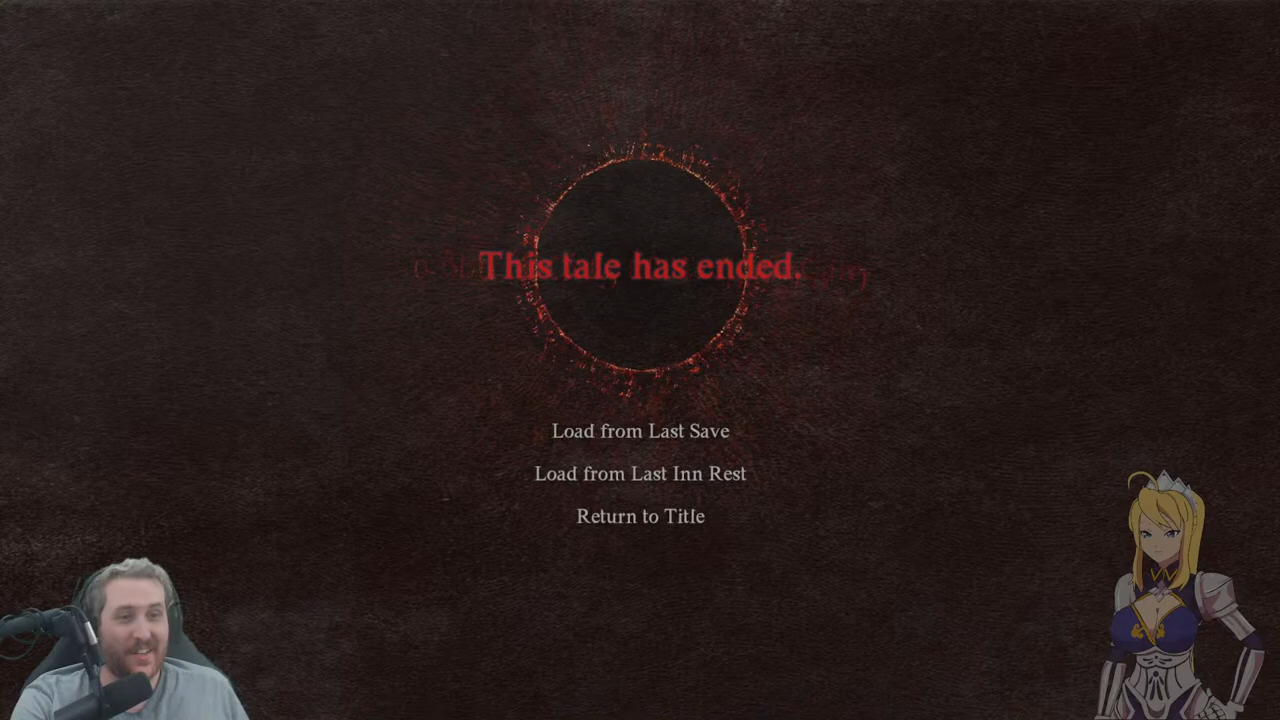 This tale has ended.
Load from Last Save
Load from Last Inn Rest
Return to Title